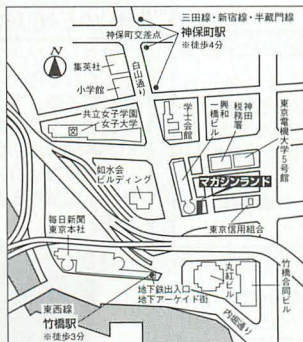 三田線・新宿線・半蔵門線
神保町駅
※徒歩4分
神保町交差点
N
白山通り
集英社
小学館
共立女子学園
女子大学
学士会館
興和一橋ビル
神田税務署
東京電機大学5号館
如水会
ビルディング
マガジンランド
毎日新聞
東京本社
東京信用組合
丸紅ビル
竹橋合同ビル
地下鉄出入口
地下アーケイド街
内堀通り
東西線
竹橋駅
※徒歩3分